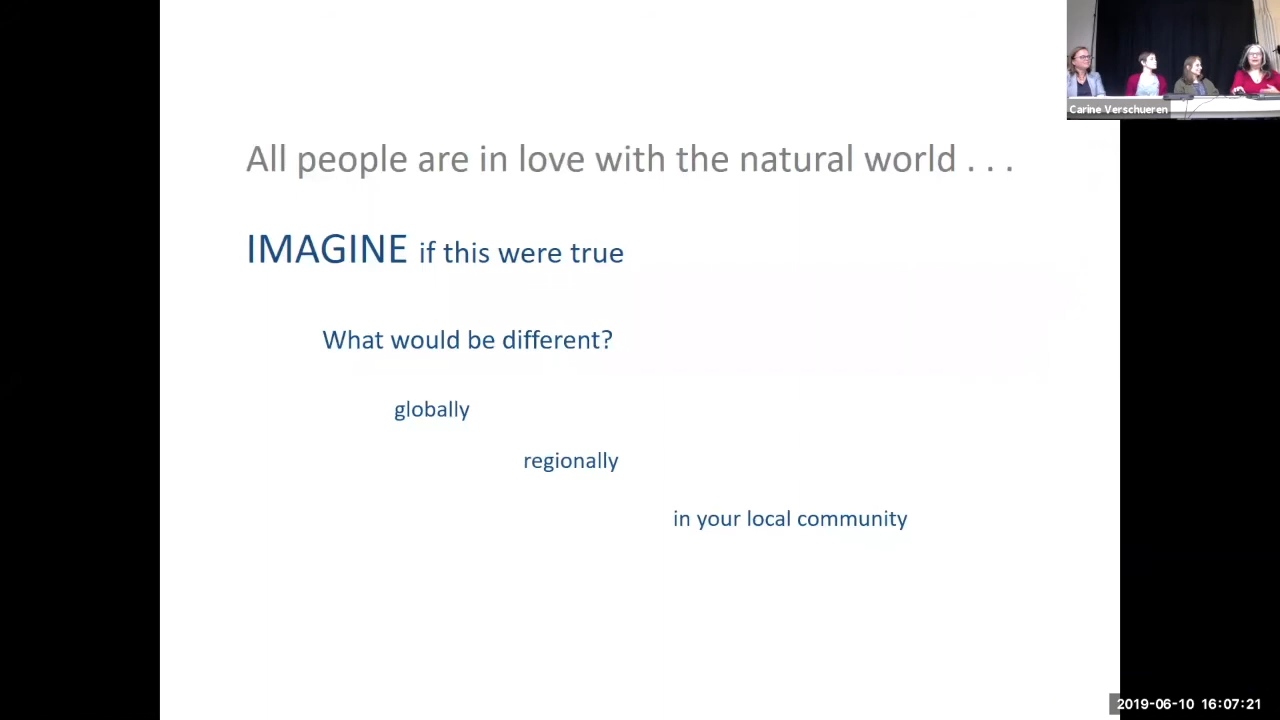 Carine Verschueren
All people are in love with the natural world . . .
IMAGINE if this were true
What would be different?
globally
regionally
in your local community
2019-06-10 16:07:21